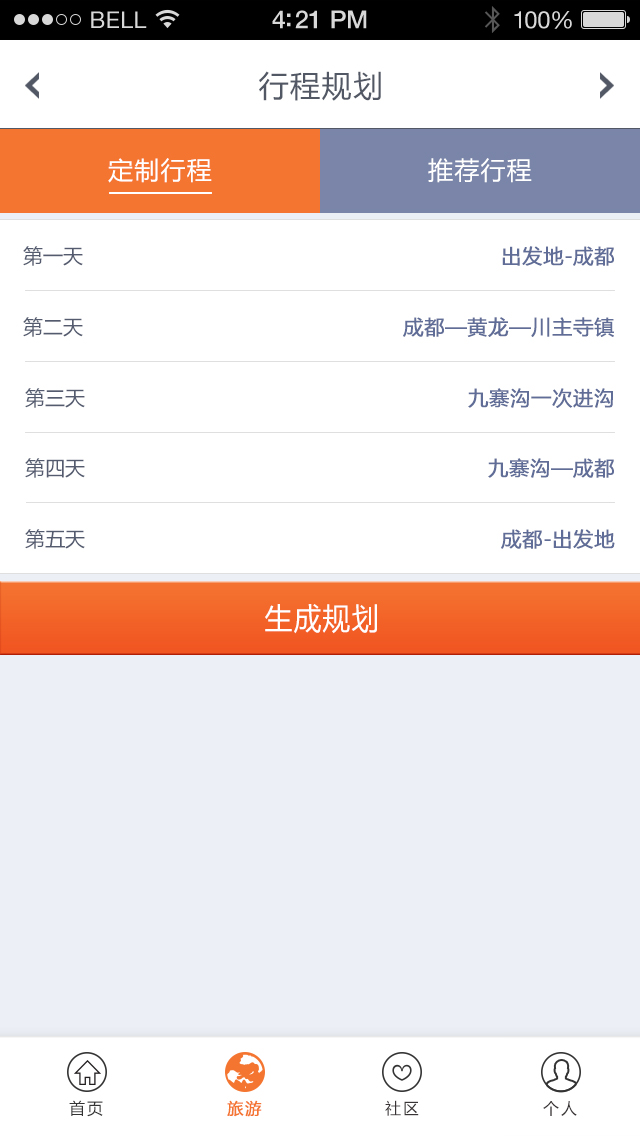 BELL 4:21 PM 100%
行程规划
定制行程 推荐行程
第一天 出发地-成都
第二天 成都—黄龙—川主寺镇
第三天 九寨沟一次进沟
第四天 九寨沟—成都
第五天 成都-出发地
生成规划
首页 旅游 社区 个人